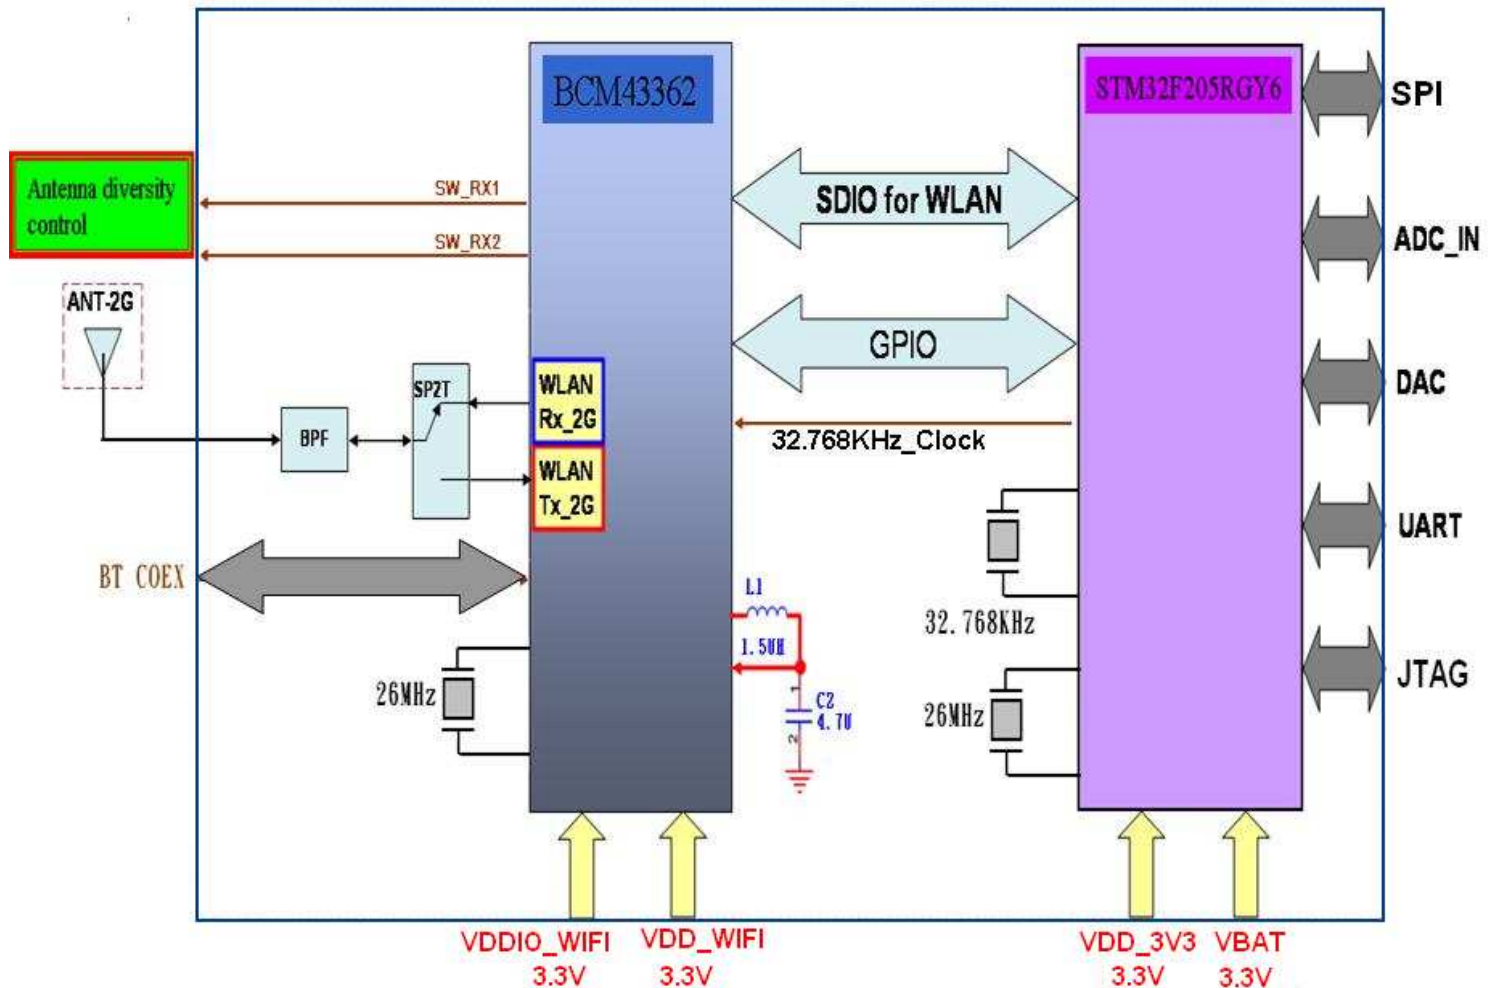 BCM43362
STM32F205RGY6
SPI
Antenna diversity
control
SW_RX1
SW_RX2
SDIO for WLAN
ADC_IN
ANT-2G
GPIO
DAC
SP2T
WLAN
Rx_2G
BPF
32.768KHz_Clock
WLAN
Tx_2G
UART
BT COEX
L1
1.5UH
32.768KHz
JTAG
26MHz
1
C2
4.7U
2
26MHz
VDDIO_WIFI
3.3V
VDD_WIFI
3.3V
VDD_3V3
3.3V
VBAT
3.3V